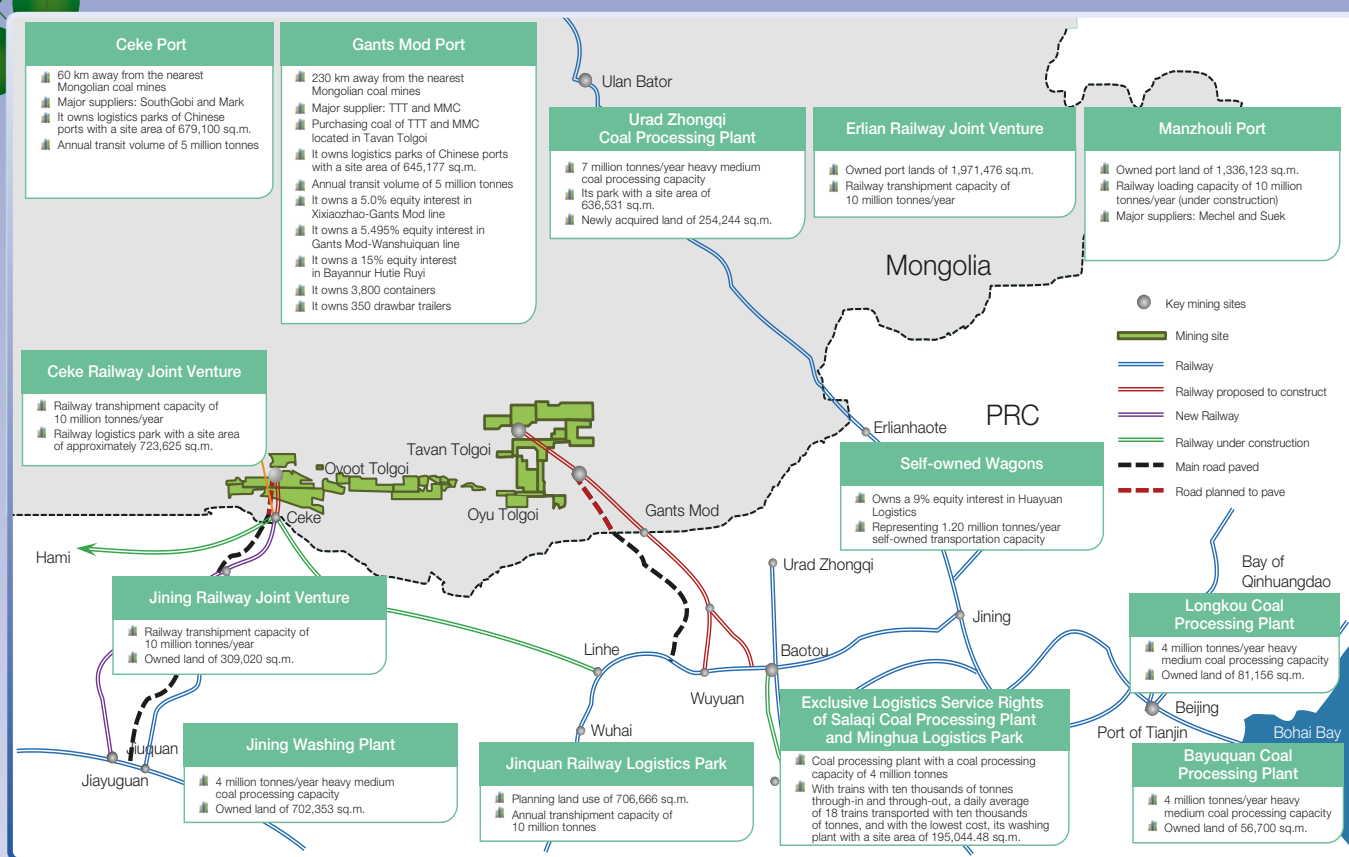 Ceke Port
60 km away from the nearest
Mongolian coal mines
Major suppliers: SouthGobi and Mark
It owns logistics parks of Chinese
ports with a site area of 679,100 sq.m.
Annual transit volume of 5 million tonnes
Gants Mod Port
230 km away from the nearest
Mongolian coal mines
Major supplier: TTT and MMC
Purchasing coal of TTT and MMC
located in Tavan Tolgoi
It owns logistics parks of Chinese ports
with a site area of 645,177 sq.m.
Annual transit volume of 5 million tonnes
It owns a 5.0% equity interest in
Xixiaozhao-Gants Mod line
It owns a 5.495% equity interest in
Gants Mod-Wanshuiquan line
It owns a 15% equity interest
in Bayannur Hutie Ruyi
It owns 3,800 containers
It owns 350 drawbar trailers
Ulan Bator
Urad Zhongqi
Coal Processing Plant
7 million tonnes/year heavy medium
coal processing capacity
Its park with a site area of
636,531 sq.m.
Newly acquired land of 254,244 sq.m.
Erlian Railway Joint Venture
Owned port lands of 1,971,476 sq.m.
Railway transhipment capacity of
10 million tonnes/year
Manzhouli Port
Owned port land of 1,336,123 sq.m.
Railway loading capacity of 10 million
tonnes/year (under construction)
Major suppliers: Mechel and Suek
Mongolia
Key mining sites
Mining site
Railway
Railway proposed to construct
New Railway
Railway under construction
Main road paved
Road planned to pave
PRC
Ceke Railway Joint Venture
Railway transhipment capacity of
10 million tonnes/year
Railway logistics park with a site area
of approximately 723,625 sq.m.
Tavan Tolgoi
Ovoot Tolgoi
Oyu Tolgoi
Ceke
Gants Mod
Erlianhaote
Self-owned Wagons
Owns a 9% equity interest in Huayuan
Logistics
Representing 1.20 million tonnes/year
self-owned transportation capacity
Hami
Urad Zhongqi
Bay of
Qinhuangdao
Jining Railway Joint Venture
Railway transhipment capacity of
10 million tonnes/year
Owned land of 309,020 sq.m.
Linhe
Baotou
Jining
Wuyuan
Wuhai
Longkou Coal
Processing Plant
4 million tonnes/year heavy
medium coal processing capacity
Owned land of 81,156 sq.m.
Beijing
Port of Tianjin
Bohai Bay
Jiuquan
Jiayuguan
Jining Washing Plant
4 million tonnes/year heavy medium
coal processing capacity
Owned land of 702,353 sq.m.
Jinquan Railway Logistics Park
Planning land use of 706,666 sq.m.
Annual transhipment capacity of
10 million tonnes
Exclusive Logistics Service Rights
of Salaqi Coal Processing Plant
and Minghua Logistics Park
Coal processing plant with a coal processing
capacity of 4 million tonnes
With trains with ten thousands of tonnes
through-in and through-out, a daily average
of 18 trains transported with ten thousands
of tonnes, and with the lowest cost, its washing
plant with a site area of 195,044.48 sq.m.
Bayuquan Coal
Processing Plant
4 million tonnes/year heavy
medium coal processing capacity
Owned land of 56,700 sq.m.